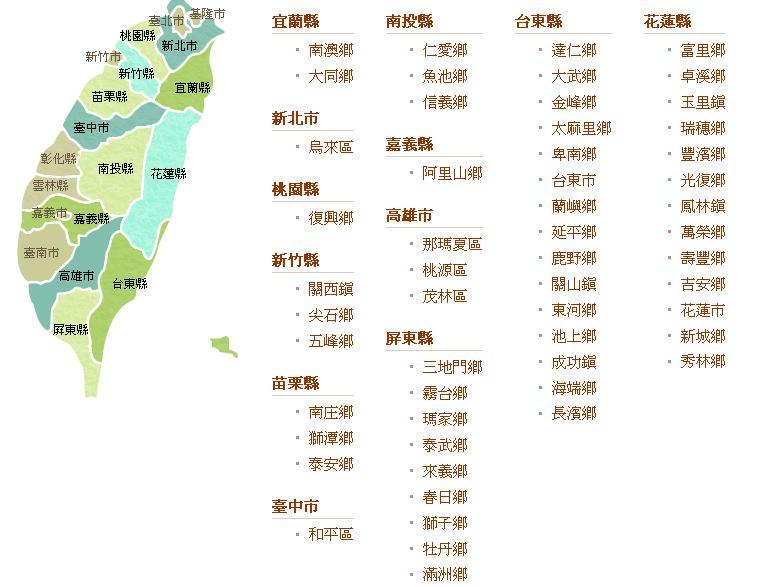 臺北市
基隆市
桃園縣
新北市
新竹市
新竹縣
宜蘭縣
苗栗縣
臺中市
彰化縣
南投縣
花蓮縣
雲林縣
嘉義市
嘉義縣
臺南市
高雄市
台東縣
屏東縣
宜蘭縣
南澳鄉
大同鄉
新北市
烏來區
桃園縣
復興鄉
新竹縣
關西鎮
尖石鄉
五峰鄉
苗栗縣
南庄鄉
獅潭鄉
泰安鄉
臺中市
和平區
南投縣
仁愛鄉
魚池鄉
信義鄉
嘉義縣
阿里山鄉
高雄市
那瑪夏區
桃源區
茂林區
屏東縣
三地門鄉
霧台鄉
瑪家鄉
泰武鄉
來義鄉
春日鄉
獅子鄉
牡丹鄉
滿洲鄉
台東縣
達仁鄉
大武鄉
金峰鄉
太麻里鄉
卑南鄉
台東市
蘭嶼鄉
延平鄉
鹿野鄉
關山鎮
東河鄉
池上鄉
成功鎮
海端鄉
長濱鄉
花蓮縣
富里鄉
卓溪鄉
玉里鎮
瑞穗鄉
豐濱鄉
光復鄉
鳳林鎮
萬榮鄉
壽豐鄉
吉安鄉
花蓮市
新城鄉
秀林鄉